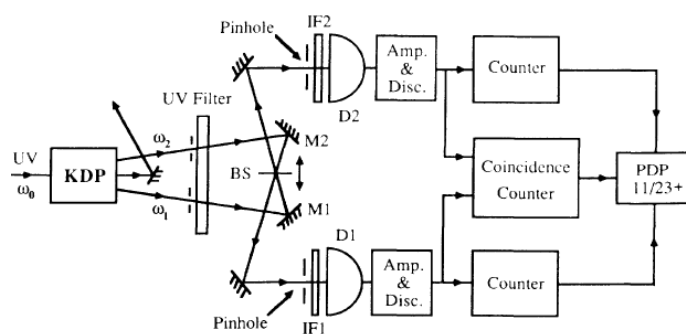 Pinhole
IF2
Amp.
&
Disc.
Counter
D2
UV Filter
ω₂
M2
UV
ω₀
KDP
BS
Coincidence
Counter
PDP
11/23+
ω₁
M1
D1
Amp.
&
Disc.
Counter
Pinhole
IF1